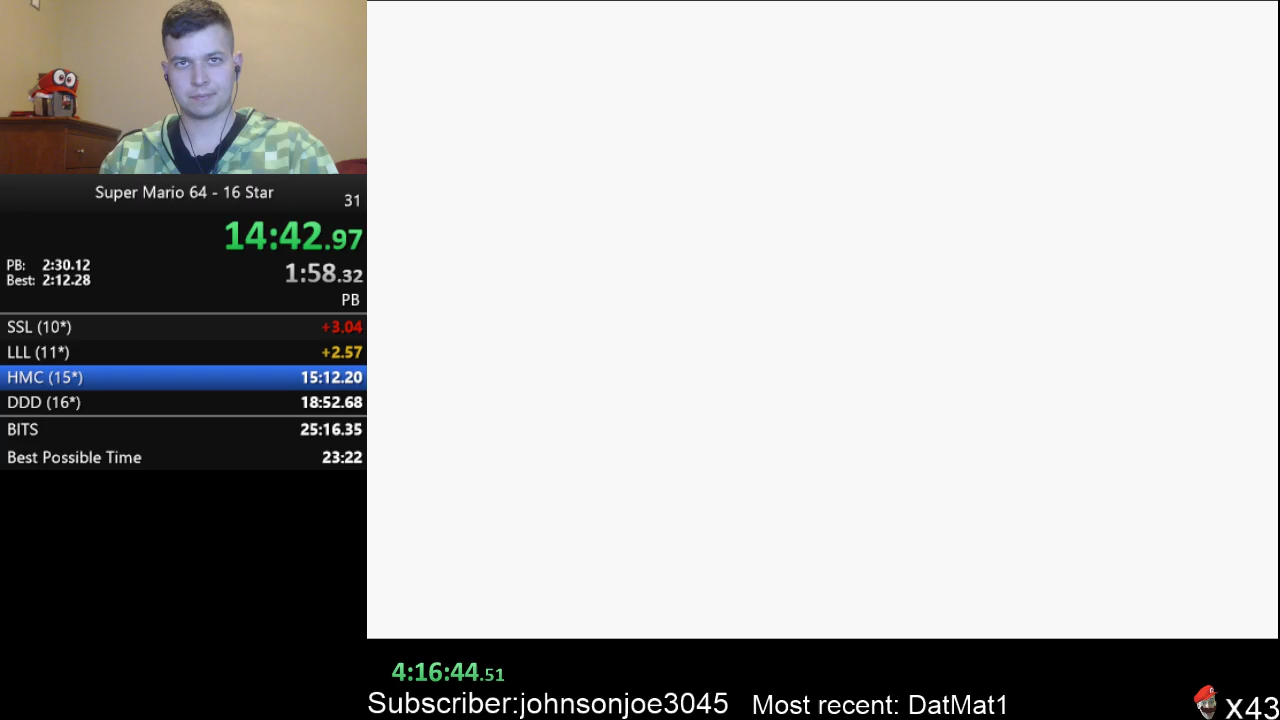 Super Mario 64 - 16 Star
31
14:42.97
PB: 2:30.12
Best: 2:12.28
1:58.32
PB
SSL (10*) +3.04
LLL (11*) +2.57
HMC (15*) 15:12.20
DDD (16*) 18:52.68
BITS 25:16.35
Best Possible Time 23:22
4:16:44.51
Subscriber:johnsonjoe3045 Most recent: DatMat1
x43